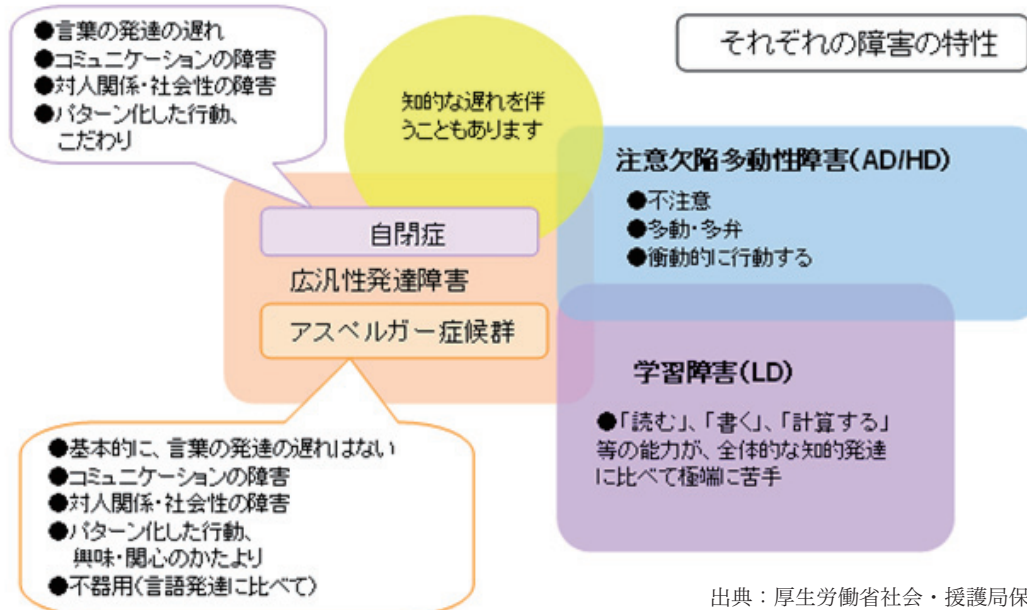 それぞれの障害の特性
●言葉の発達の遅れ
●コミュニケーションの障害
●対人関係・社会性の障害
●パターン化した行動、
こだわり
知的な遅れを伴
うこともあります
注意欠陥多動性障害(AD/HD)
●不注意
●多動・多弁
●衝動的に行動する
自閉症
広汎性発達障害
アスペルガー症候群
学習障害(LD)
●「読む」、「書く」、「計算する」
等の能力が、全体的な知的発達
に比べて極端に苦手
●基本的に、言葉の発達の遅れはない
●コミュニケーションの障害
●対人関係・社会性の障害
●パターン化した行動、
興味・関心のかたより
●不器用(言語発達に比べて)
出典：厚生労働省社会・援護局保